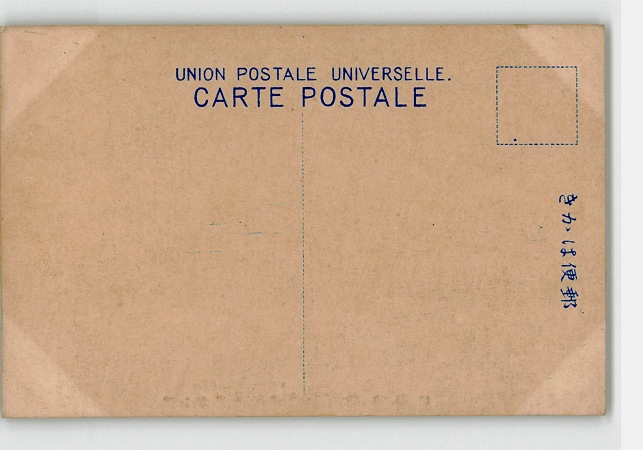 UNION POSTALE UNIVERSELLE.
CARTE POSTALE
きかは便郵